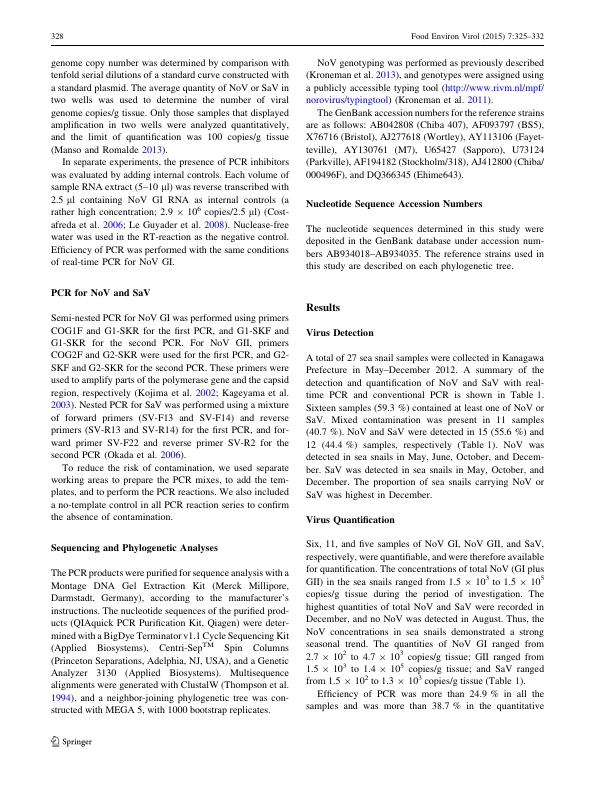 328
Food Environ Virol (2015) 7:325–332
genome copy number was determined by comparison with
tenfold serial dilutions of a standard curve constructed with
a standard plasmid. The average quantity of NoV or SaV in
two wells was used to determine the number of viral
genome copies/g tissue. Only those samples that displayed
amplification in two wells were analyzed quantitatively,
and the limit of quantification was 100 copies/g tissue
(Manso and Romalde 2013).
In separate experiments, the presence of PCR inhibitors
was evaluated by adding internal controls. Each volume of
sample RNA extract (5–10 µl) was reverse transcribed with
2.5 µl containing NoV GI RNA as internal controls (a
rather high concentration; 2.9 × 10⁶ copies/2.5 µl) (Cost-
afreda et al. 2006; Le Guyader et al. 2008). Nuclease-free
water was used in the RT-reaction as the negative control.
Efficiency of PCR was performed with the same conditions
of real-time PCR for NoV GI.
PCR for NoV and SaV
Semi-nested PCR for NoV GI was performed using primers
COG1F and G1-SKR for the first PCR, and G1-SKF and
G1-SKR for the second PCR. For NoV GII, primers
COG2F and G2-SKR were used for the first PCR, and G2-
SKF and G2-SKR for the second PCR. These primers were
used to amplify parts of the polymerase gene and the capsid
region, respectively (Kojima et al. 2002; Kageyama et al.
2003). Nested PCR for SaV was performed using a mixture
of forward primers (SV-F13 and SV-F14) and reverse
primers (SV-R13 and SV-R14) for the first PCR, and for-
ward primer SV-F22 and reverse primer SV-R2 for the
second PCR (Okada et al. 2006).
To reduce the risk of contamination, we used separate
working areas to prepare the PCR mixes, to add the tem-
plates, and to perform the PCR reactions. We also included
a no-template control in all PCR reaction series to confirm
the absence of contamination.
Sequencing and Phylogenetic Analyses
The PCR products were purified for sequence analysis with a
Montage DNA Gel Extraction Kit (Merck Millipore,
Darmstadt, Germany), according to the manufacturer's
instructions. The nucleotide sequences of the purified prod-
ucts (QIAquick PCR Purification Kit, Qiagen) were deter-
mined with a BigDye Terminator v1.1 Cycle Sequencing Kit
(Applied Biosystems), Centri-Sep™ Spin Columns
(Princeton Separations, Adelphia, NJ, USA), and a Genetic
Analyzer 3130 (Applied Biosystems). Multisequence
alignments were generated with ClustalW (Thompson et al.
1994), and a neighbor-joining phylogenetic tree was con-
structed with MEGA 5, with 1000 bootstrap replicates.
NoV genotyping was performed as previously described
(Kroneman et al. 2013), and genotypes were assigned using
a publicly accessible typing tool (http://www.rivm.nl/mpf/
norovirus/typingtool) (Kroneman et al. 2011).
The GenBank accession numbers for the reference strains
are as follows: AB042808 (Chiba 407), AF093797 (BS5),
X76716 (Bristol), AJ277618 (Wortley), AY113106 (Fayet-
teville), AY130761 (M7), U65427 (Sapporo), U73124
(Parkville), AF194182 (Stockholm/318), AJ412800 (Chiba/
000496F), and DQ366345 (Ehime643).
Nucleotide Sequence Accession Numbers
The nucleotide sequences determined in this study were
deposited in the GenBank database under accession num-
bers AB934018–AB934035. The reference strains used in
this study are described on each phylogenetic tree.
Results
Virus Detection
A total of 27 sea snail samples were collected in Kanagawa
Prefecture in May–December 2012. A summary of the
detection and quantification of NoV and SaV with real-
time PCR and conventional PCR is shown in Table 1.
Sixteen samples (59.3 %) contained at least one of NoV or
SaV. Mixed contamination was present in 11 samples
(40.7 %). NoV and SaV were detected in 15 (55.6 %) and
12 (44.4 %) samples, respectively (Table 1). NoV was
detected in sea snails in May, June, October, and Decem-
ber. SaV was detected in sea snails in May, October, and
December. The proportion of sea snails carrying NoV or
SaV was highest in December.
Virus Quantification
Six, 11, and five samples of NoV GI, NoV GII, and SaV,
respectively, were quantifiable, and were therefore available
for quantification. The concentrations of total NoV (GI plus
GII) in the sea snails ranged from 1.5 × 10³ to 1.5 × 10⁵
copies/g tissue during the period of investigation. The
highest quantities of total NoV and SaV were recorded in
December, and no NoV was detected in August. Thus, the
NoV concentrations in sea snails demonstrated a strong
seasonal trend. The quantities of NoV GI ranged from
2.7 × 10² to 4.7 × 10³ copies/g tissue; GII ranged from
1.5 × 10³ to 1.4 × 10⁵ copies/g tissue; and SaV ranged
from 1.5 × 10² to 1.3 × 10³ copies/g tissue (Table 1).
Efficiency of PCR was more than 24.9 % in all the
samples and was more than 38.7 % in the quantitative
Springer